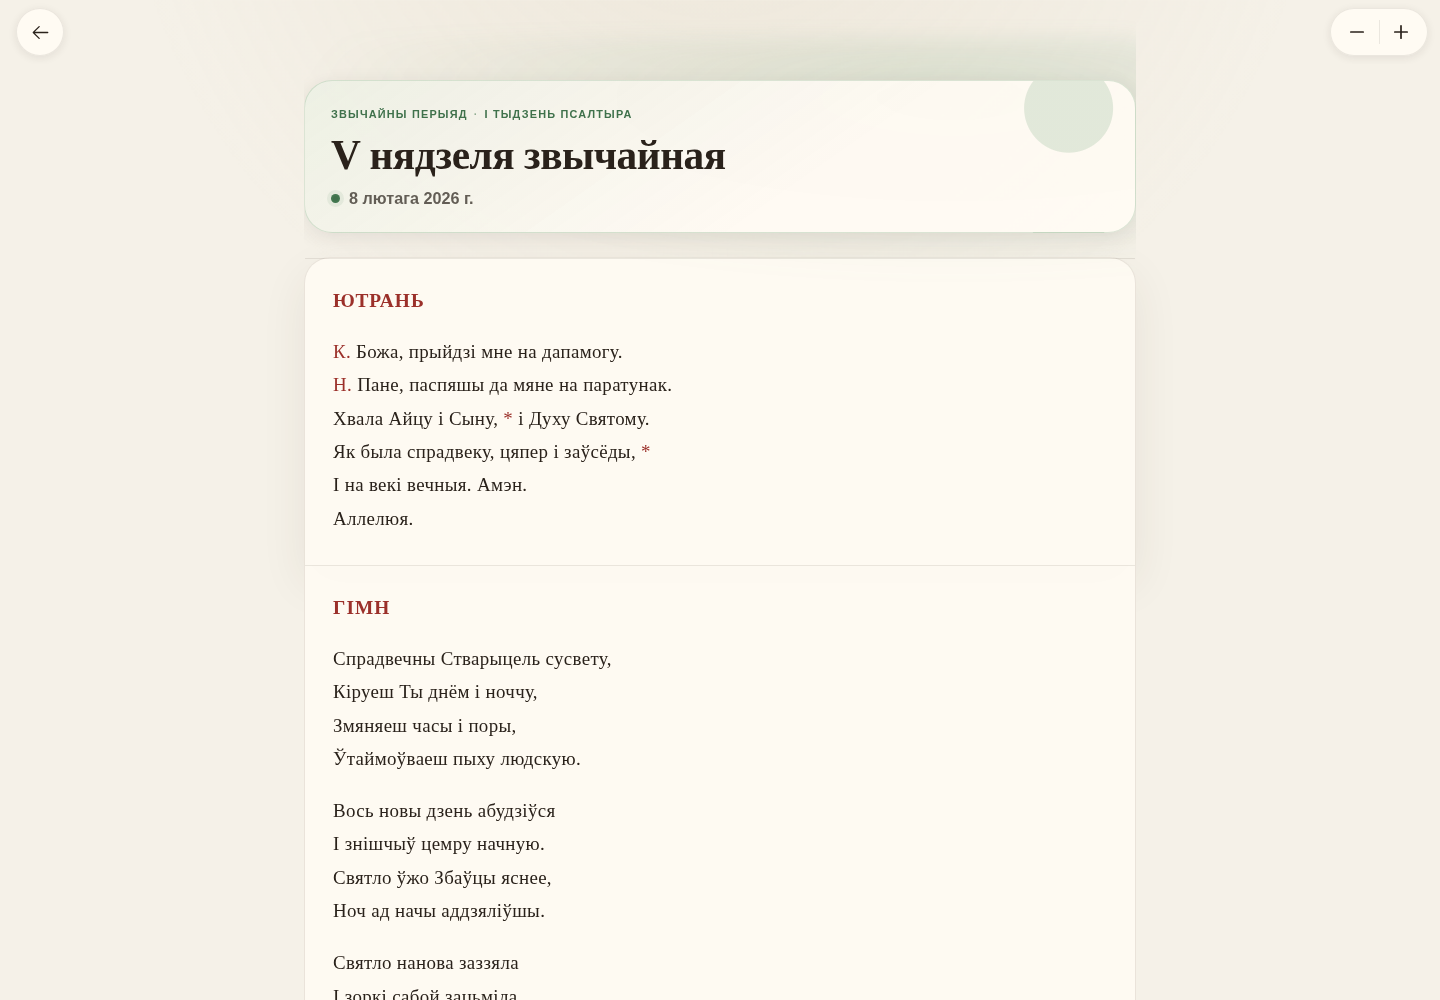 ЗВЫЧАЙНЫ ПЕРЫЯД · I ТЫДЗЕНЬ ПСАЛТЫРА
V нядзеля звычайная
8 лютага 2026 г.
ЮТРАНЬ
К. Божа, прыйдзі мне на дапамогу.
Н. Пане, паспяшы да мяне на паратунак.
Хвала Айцу і Сыну, * і Духу Святому.
Як была спрадвеку, цяпер і заўсёды, *
І на векі вечныя. Амэн.
Аллелюя.
ГІМН
Спрадвечны Стварыцель сусвету,
Кіруеш Ты днём і ноччу,
Змяняеш часы і поры,
Ўтаймоўваеш пыху людскую.
Вось новы дзень абудзіўся
І знішчыў цемру начную.
Святло ўжо Збаўцы яснее,
Ноч ад начы аддзяліўшы.
Святло нанова заззяла
І зоркі сабой зацьміла